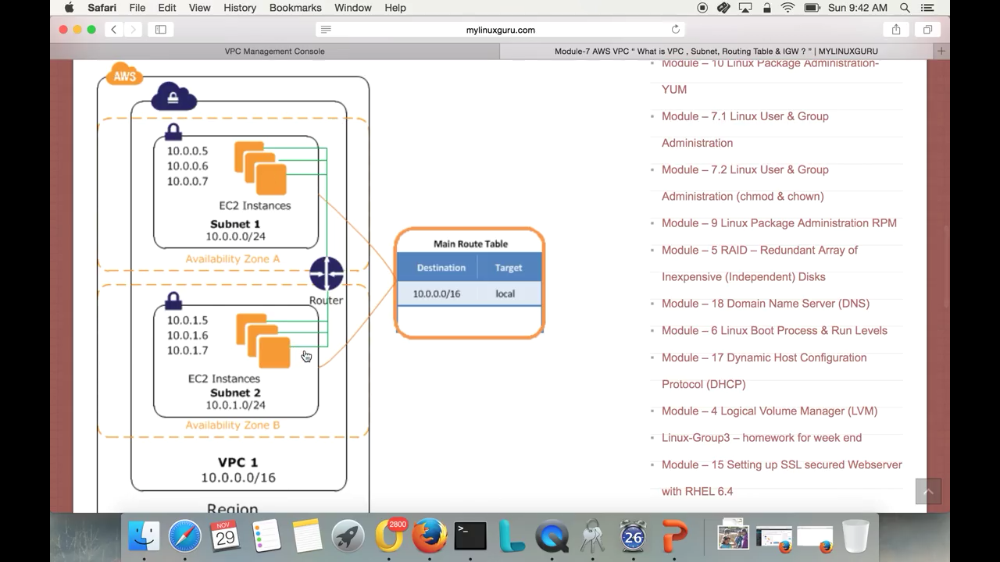 Safari File Edit View History Bookmarks Window Help Sun 9:42 AM
mylinuxguru.com
VPC Management Console
Module-7 AWS VPC “ What is VPC , Subnet, Routing Table & IGW ? ” | MYLINUXGURU
AWS
10.0.0.5
10.0.0.6
10.0.0.7
EC2 Instances
Subnet 1
10.0.0.0/24
Availability Zone A
Router
10.0.1.5
10.0.1.6
10.0.1.7
EC2 Instances
Subnet 2
10.0.1.0/24
Availability Zone B
VPC 1
10.0.0.0/16
Region
Main Route Table
Destination Target
10.0.0.0/16 local
Module – 10 Linux Package Administration-
YUM
Module – 7.1 Linux User & Group
Administration
Module – 7.2 Linux User & Group
Administration (chmod & chown)
Module – 9 Linux Package Administration RPM
Module – 5 RAID – Redundant Array of
Inexpensive (Independent) Disks
Module – 18 Domain Name Server (DNS)
Module – 6 Linux Boot Process & Run Levels
Module – 17 Dynamic Host Configuration
Protocol (DHCP)
Module – 4 Logical Volume Manager (LVM)
Linux-Group3 – homework for week end
Module – 15 Setting up SSL secured Webserver
with RHEL 6.4
NOV
29
2800
26